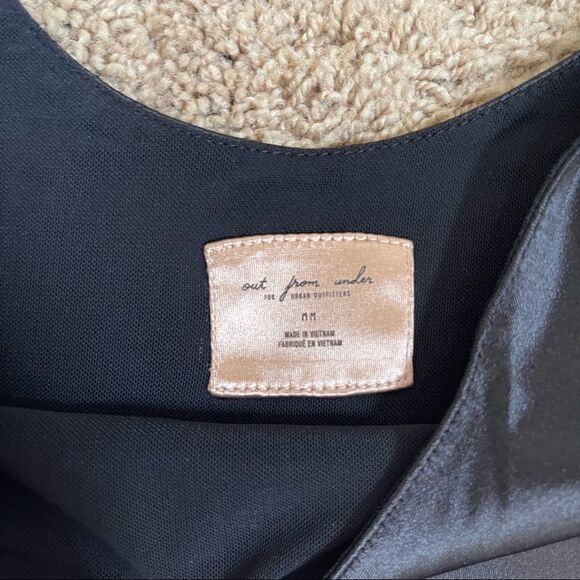 out from under
FOR URBAN OUTFITTERS
M M
MADE IN VIETNAM
FABRIQUÉ EN VIETNAM